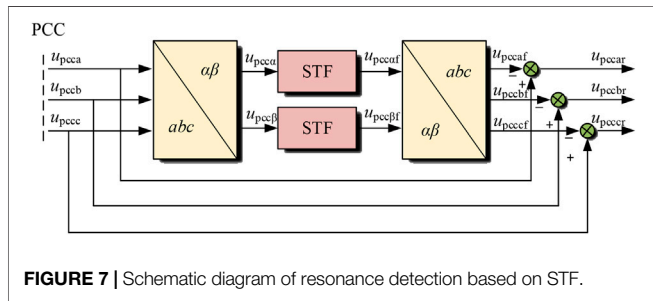 PCC
u_pcca
u_pccb
u_pccc
αβ
abc
u_pccα
u_pccβ
STF
STF
u_pccαf
u_pccβf
abc
αβ
u_pccaf
u_pccbf
u_pcccf
−
+
−
+
−
+
u_pccar
u_pccbr
u_pcccr
FIGURE 7 | Schematic diagram of resonance detection based on STF.